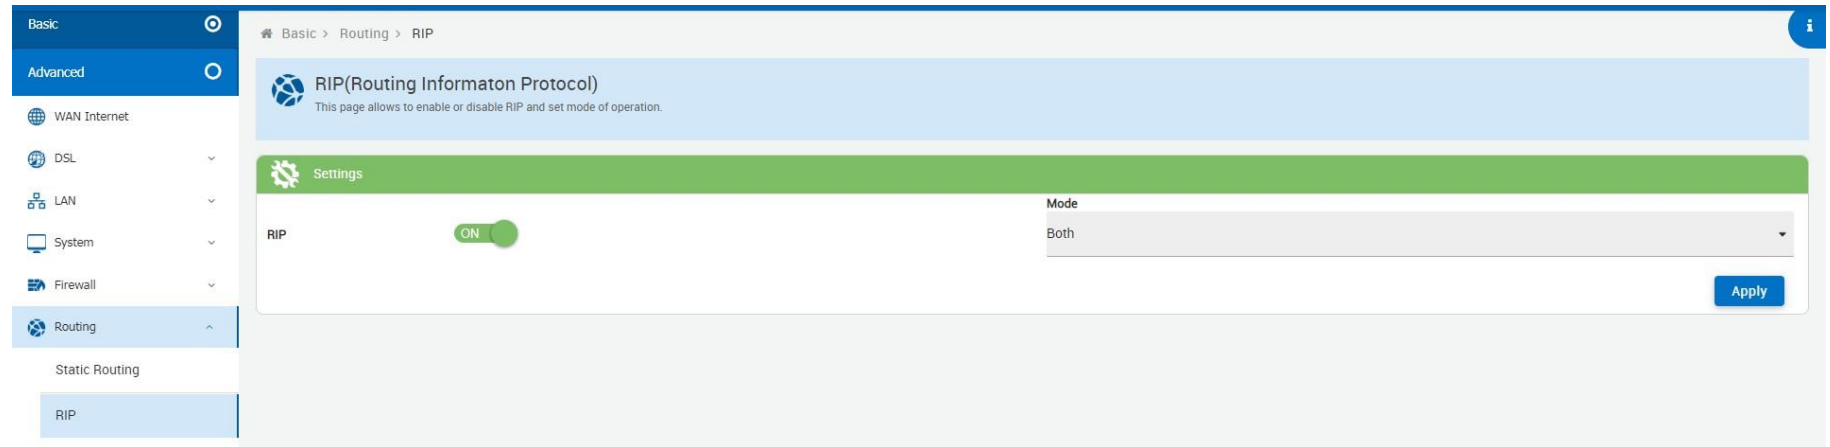 Basic
Advanced
WAN Internet
DSL
LAN
System
Firewall
Routing
Static Routing
RIP
Basic > Routing > RIP
i
RIP(Routing Informaton Protocol)
This page allows to enable or disable RIP and set mode of operation.
Settings
RIP
ON
Mode
Both
Apply